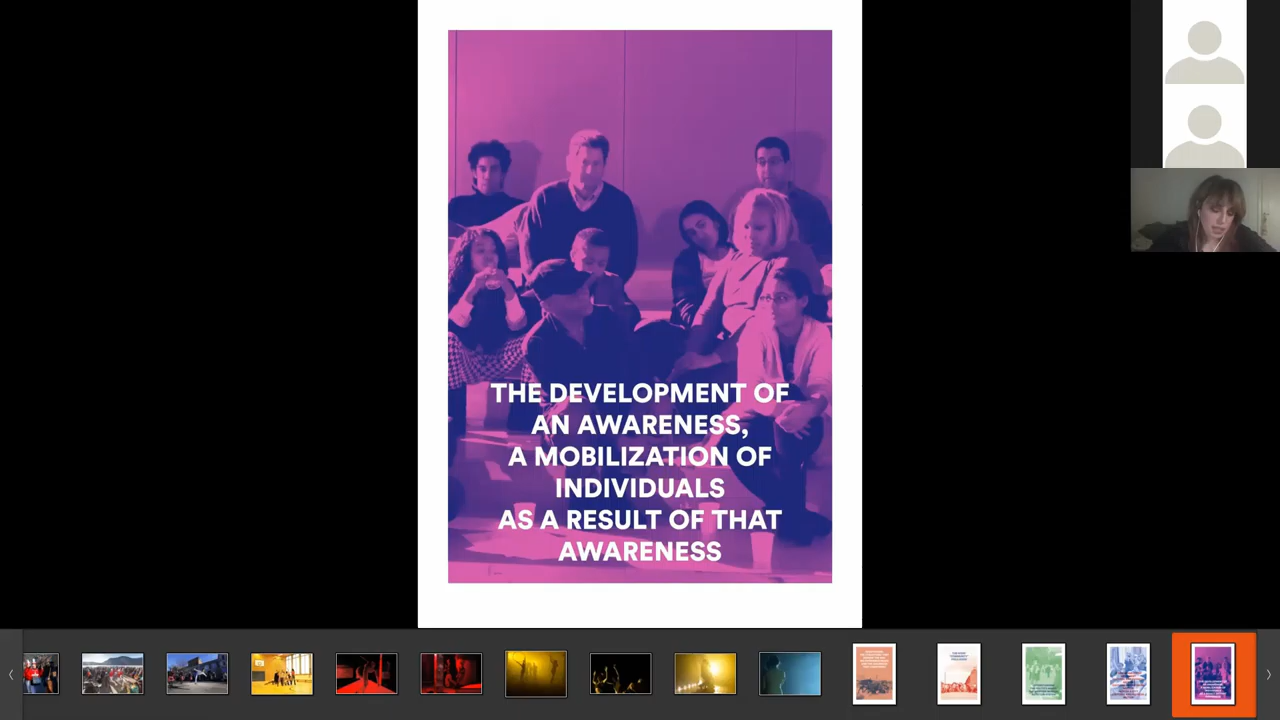 THE DEVELOPMENT OF
AN AWARENESS,
A MOBILIZATION OF
INDIVIDUALS
AS A RESULT OF THAT
AWARENESS